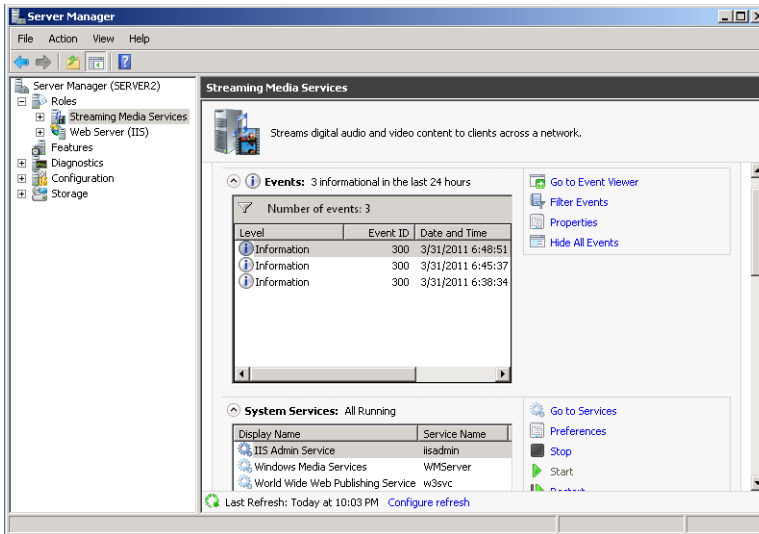 Server Manager
File Action View Help
Server Manager (SERVER2)
Roles
Streaming Media Services
Web Server (IIS)
Features
Diagnostics
Configuration
Storage
Streaming Media Services
Streams digital audio and video content to clients across a network.
Events: 3 informational in the last 24 hours
Number of events: 3
Level Event ID Date and Time
Information 300 3/31/2011 6:48:51
Information 300 3/31/2011 6:45:37
Information 300 3/31/2011 6:38:34
Go to Event Viewer
Filter Events
Properties
Hide All Events
System Services: All Running
Display Name Service Name
IIS Admin Service iisadmin
Windows Media Services WMServer
World Wide Web Publishing Service w3svc
Go to Services
Preferences
Stop
Start
Restart
Last Refresh: Today at 10:03 PM Configure refresh